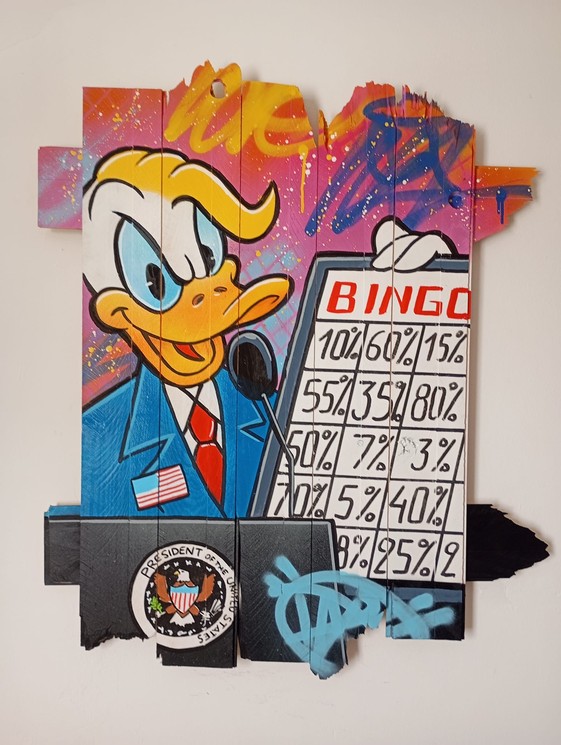 BINGO
10% 60% 15%
55% 35% 80%
50% 7% 3%
70% 5% 40%
8% 25% 2
PRESIDENT OF THE UNITED STATES